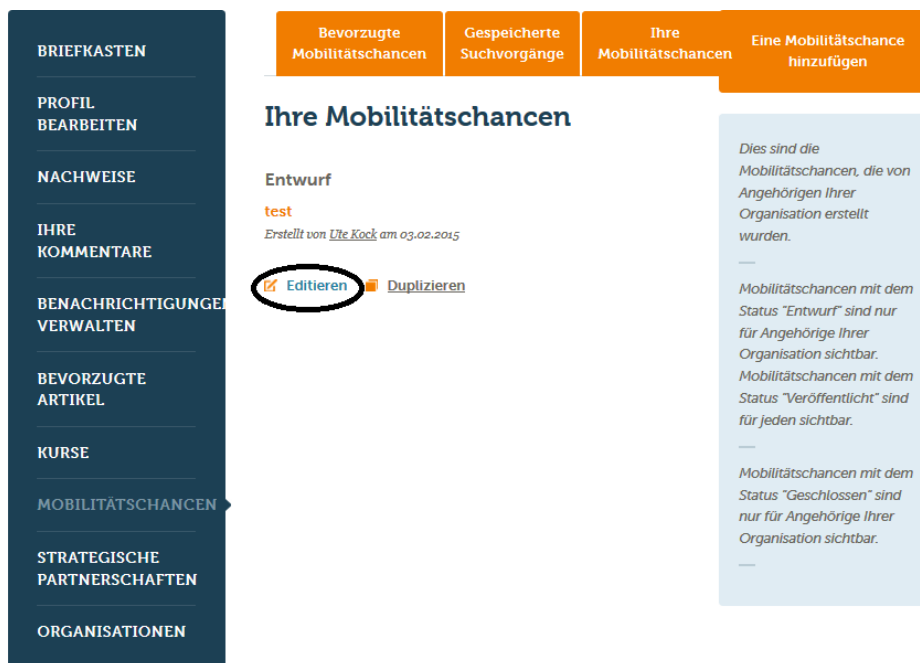 BRIEFKASTEN
PROFIL
BEARBEITEN
NACHWEISE
IHRE
KOMMENTARE
BENACHRICHTIGUNGE
VERWALTEN
BEVORZUGTE
ARTIKEL
KURSE
MOBILITÄTSCHANCEN
STRATEGISCHE
PARTNERSCHAFTEN
ORGANISATIONEN
Bevorzugte
Mobilitätschancen
Gespeicherte
Suchvorgänge
Ihre
Mobilitätschancen
Eine Mobilitätschance
hinzufügen
Ihre Mobilitätschancen
Entwurf
test
Erstellt von Ute Kock am 03.02.2015
Editieren Duplizieren
Dies sind die
Mobilitätschancen, die von
Angehörigen Ihrer
Organisation erstellt
wurden.
Mobilitätschancen mit dem
Status "Entwurf" sind nur
für Angehörige Ihrer
Organisation sichtbar.
Mobilitätschancen mit dem
Status "Veröffentlicht" sind
für jeden sichtbar.
Mobilitätschancen mit dem
Status "Geschlossen" sind
nur für Angehörige Ihrer
Organisation sichtbar.